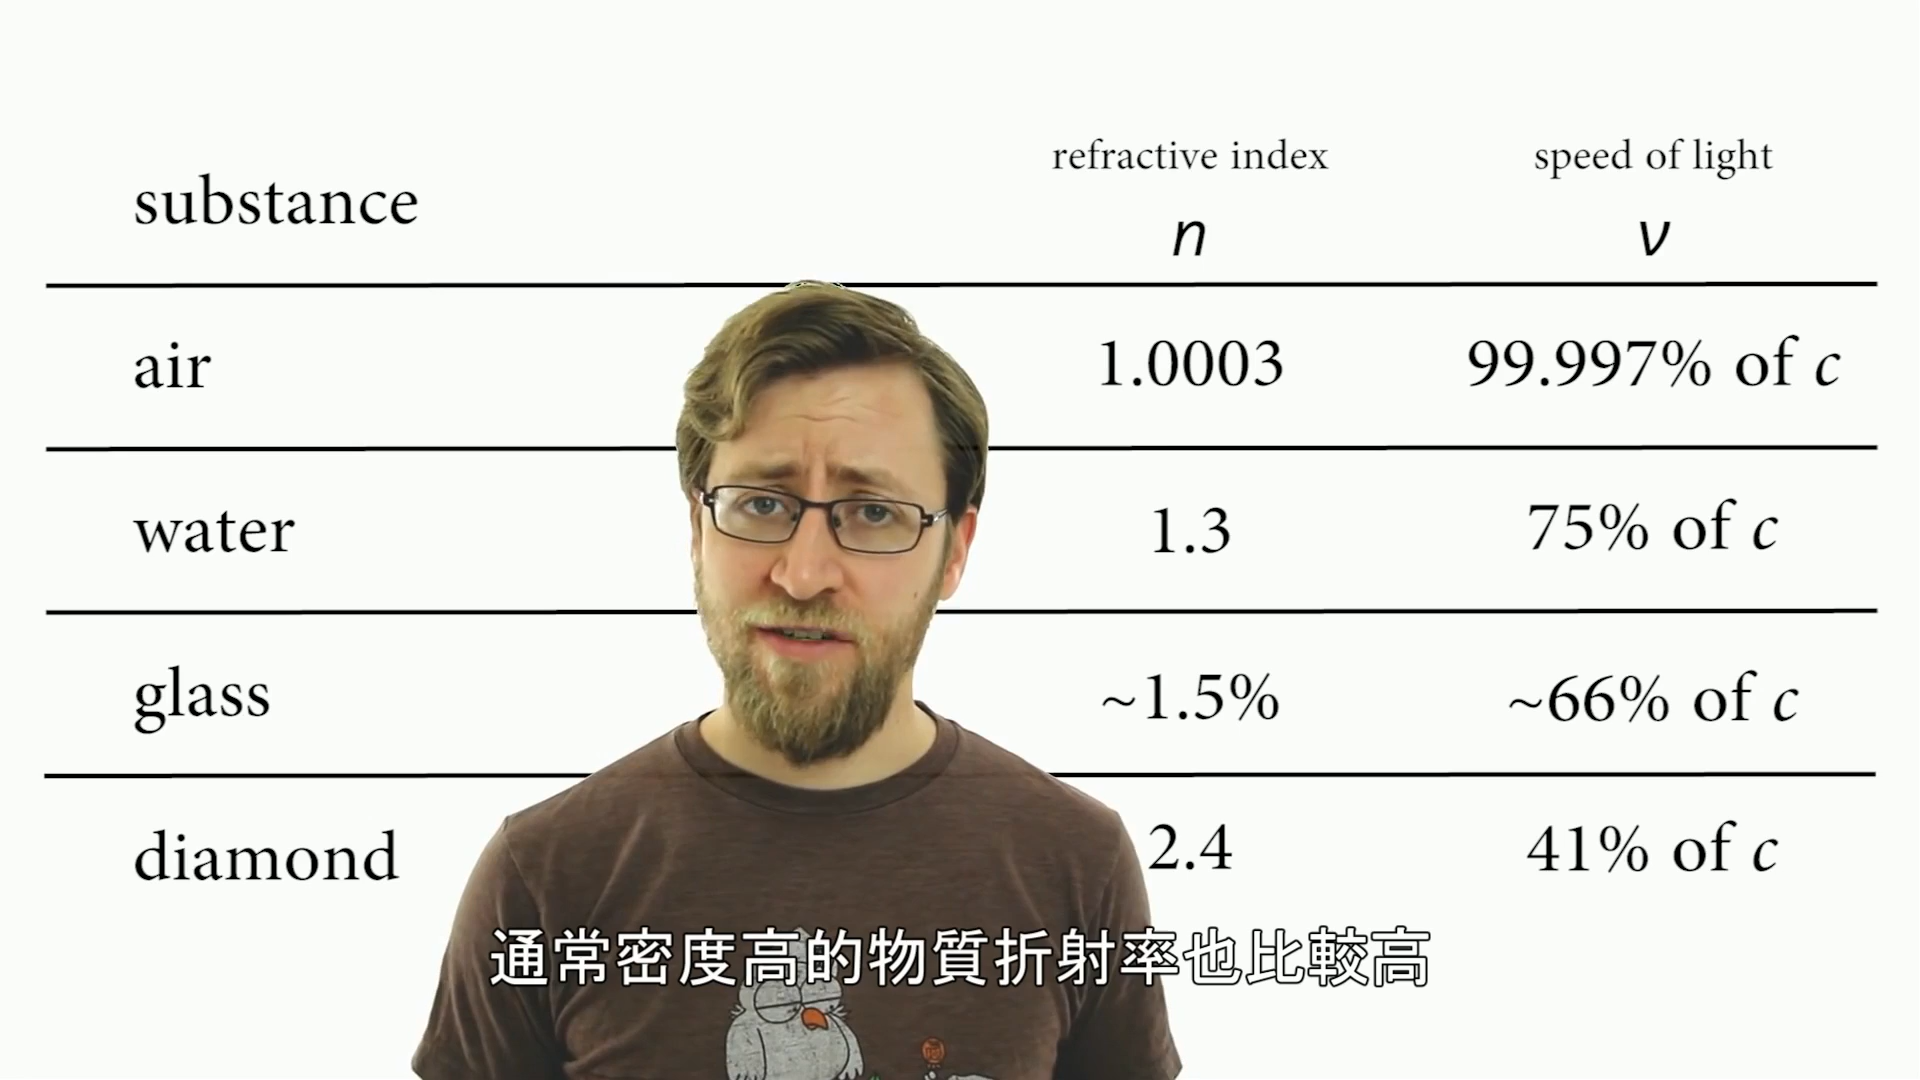 substance
refractive index
n
speed of light
v
air 1.0003 99.997% of c
water 1.3 75% of c
glass ~1.5% ~66% of c
diamond 2.4 41% of c
通常密度高的物質折射率也比較高